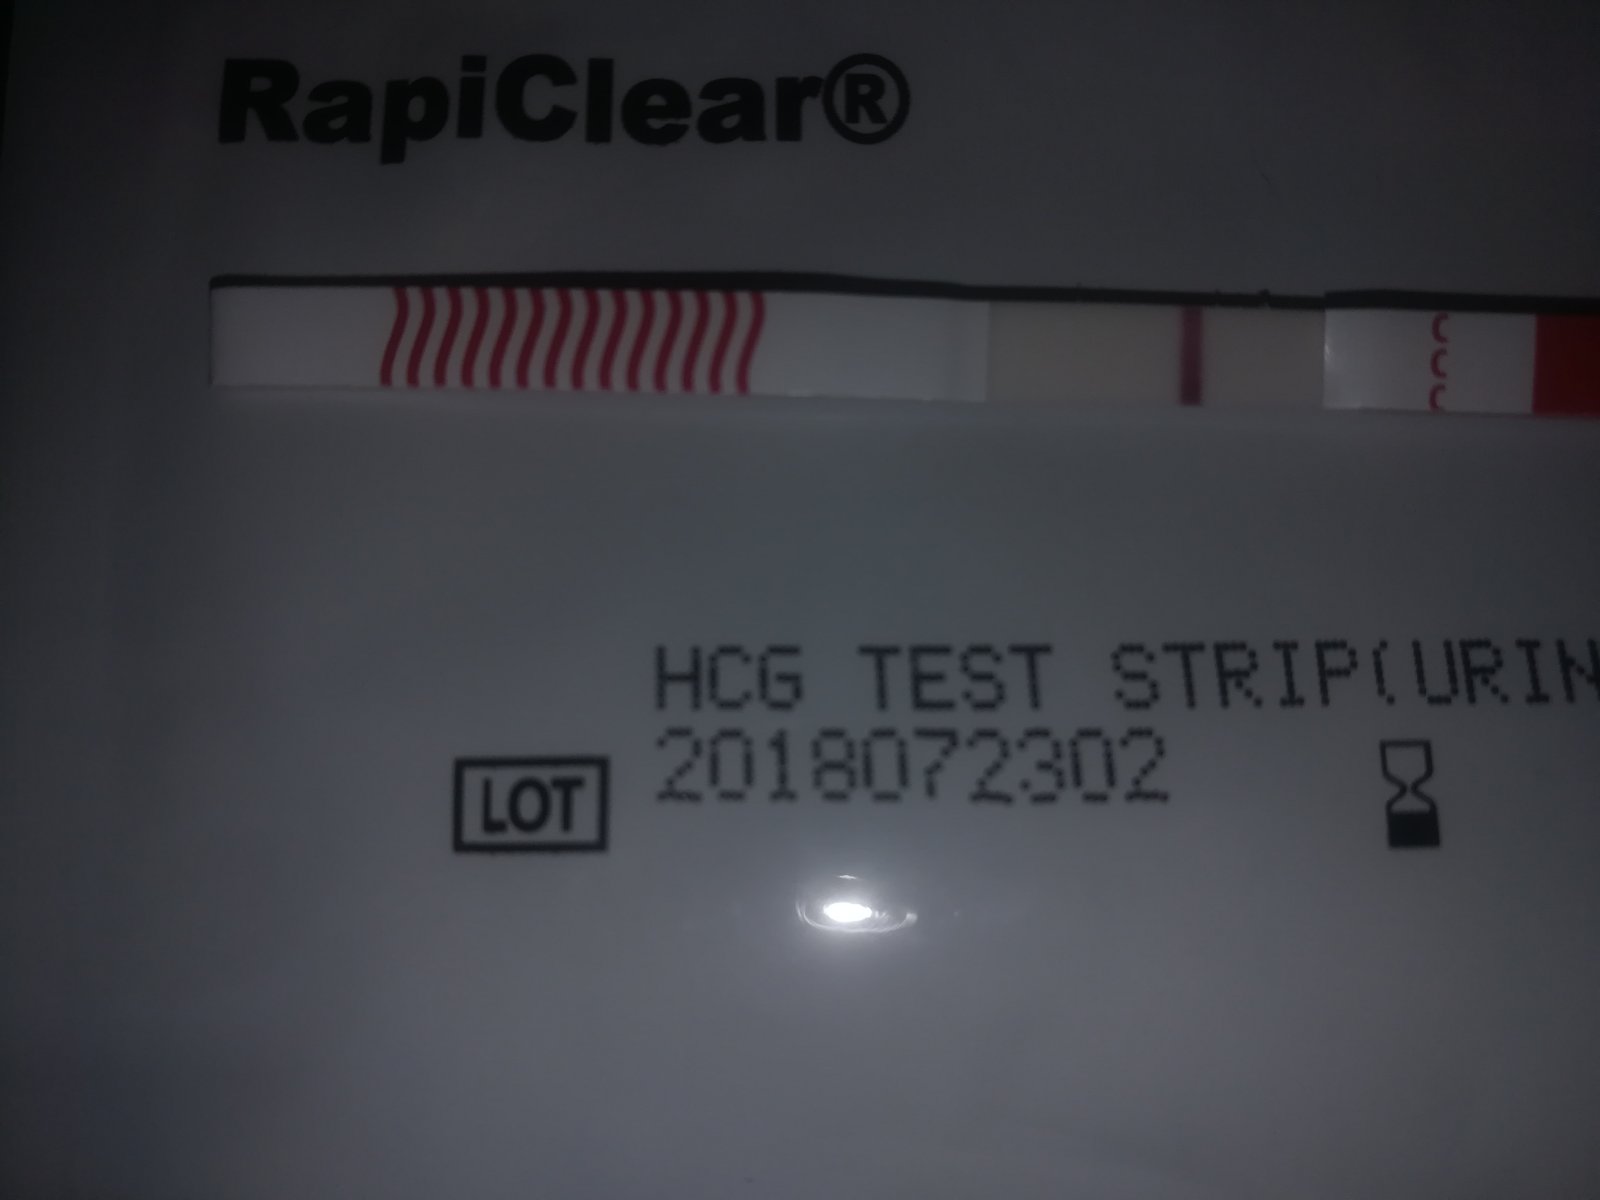 RapiClear®
HCG TEST STRIP(URIN
LOT 2018072302